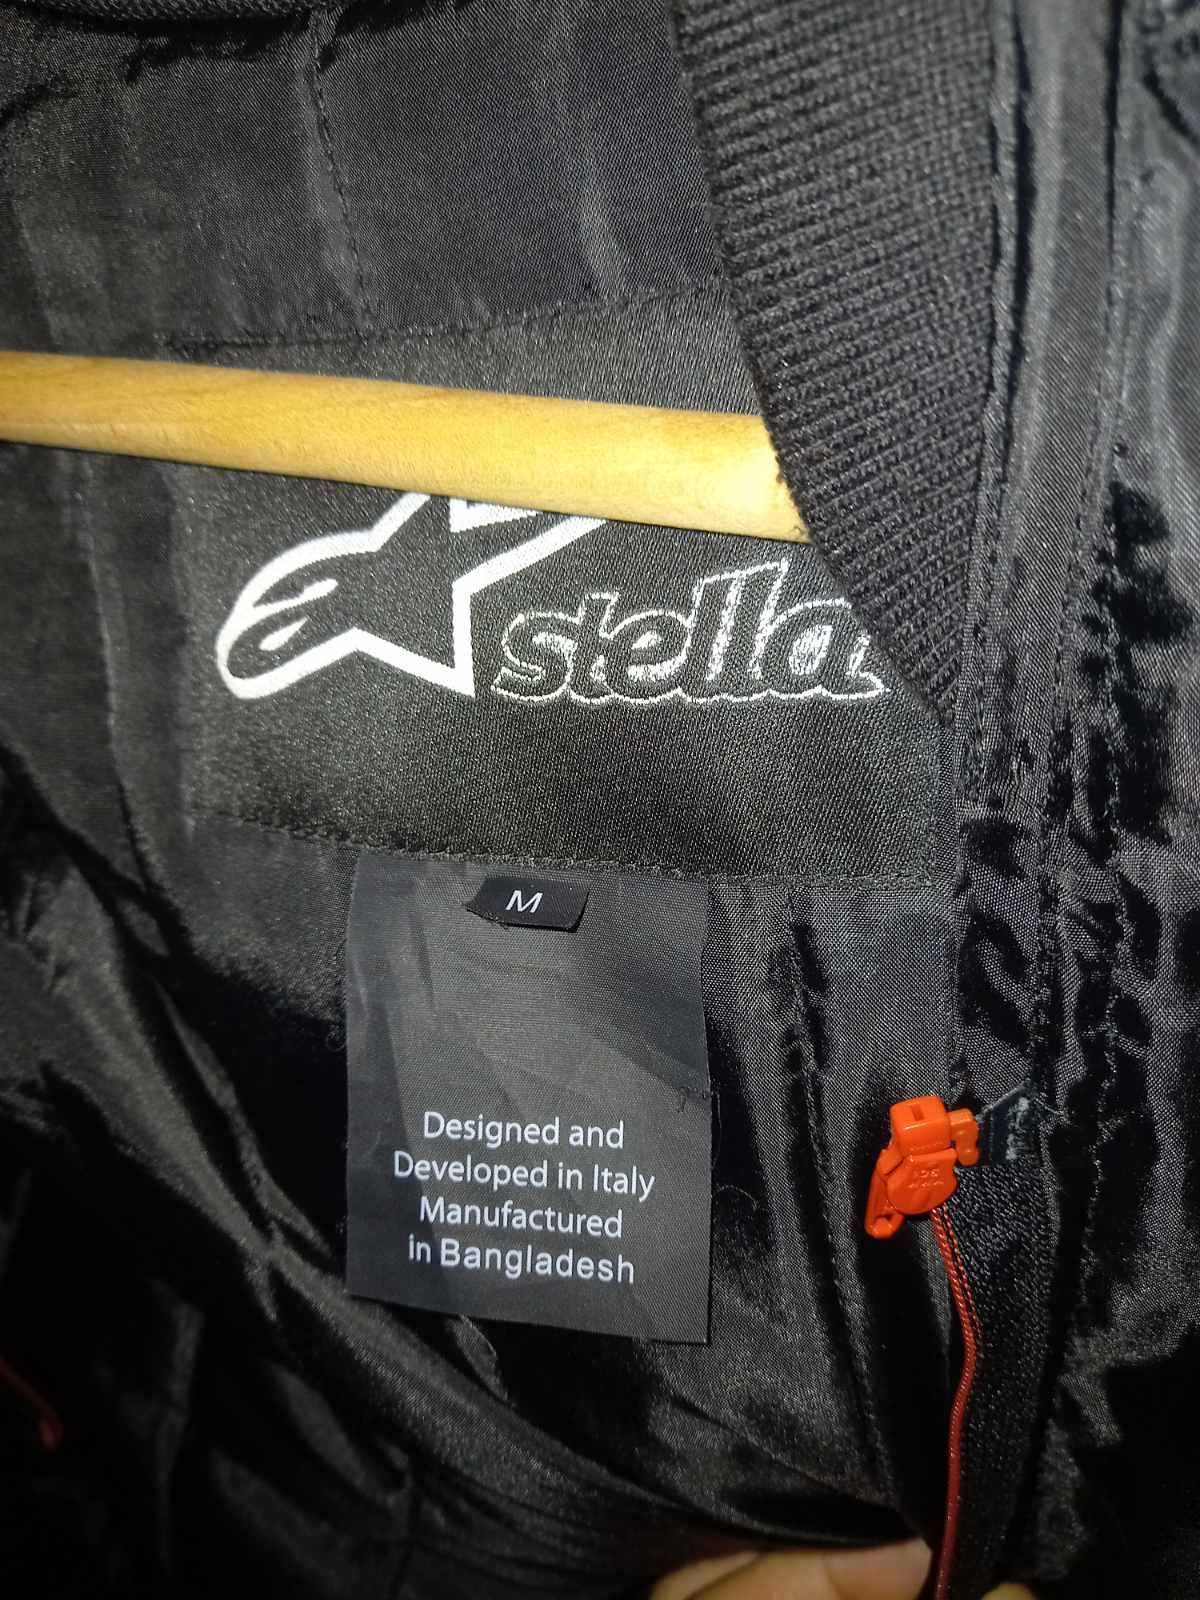 stella
M
Designed and
Developed in Italy
Manufactured
in Bangladesh